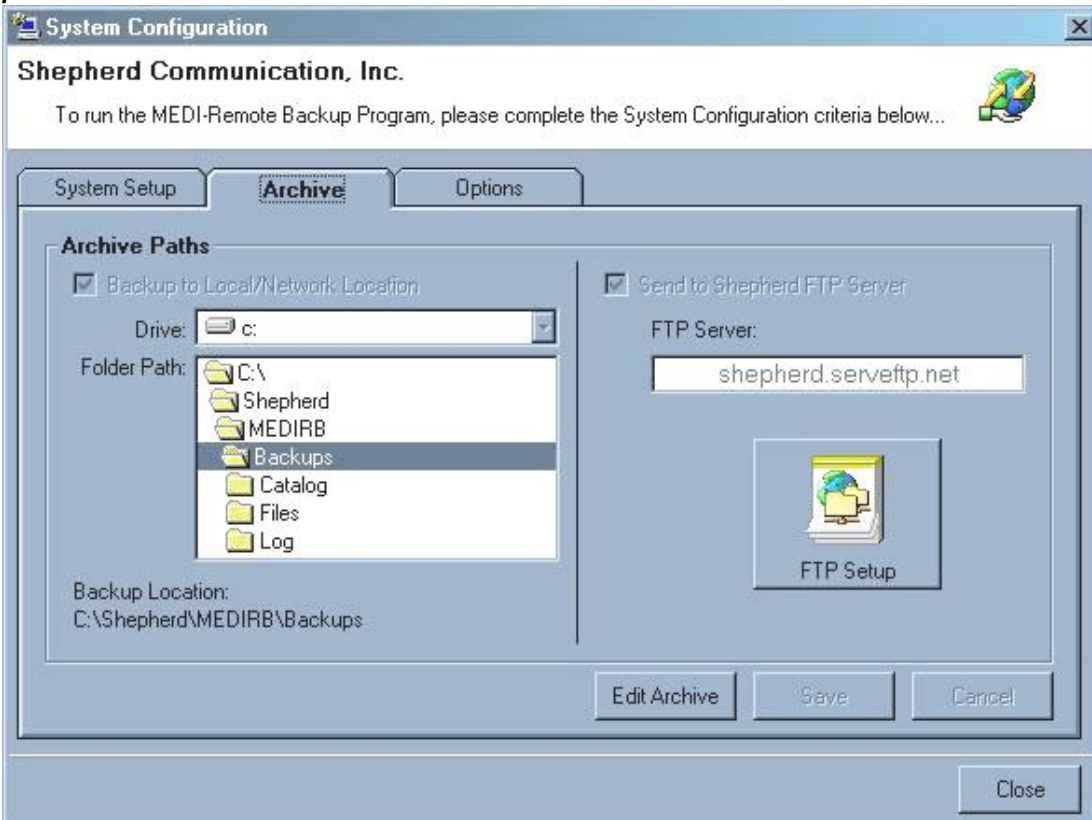 System Configuration
Shepherd Communication, Inc.
To run the MEDI-Remote Backup Program, please complete the System Configuration criteria below...
System Setup
Archive
Options
Archive Paths
Backup to Local/Network Location
Drive: c:
Folder Path:
C:\
Shepherd
MEDIRB
Backups
Catalog
Files
Log
Backup Location:
C:\Shepherd\MEDIRB\Backups
Send to Shepherd FTP Server
FTP Server:
shepherd.serveftp.net
FTP Setup
Edit Archive
Save
Cancel
Close